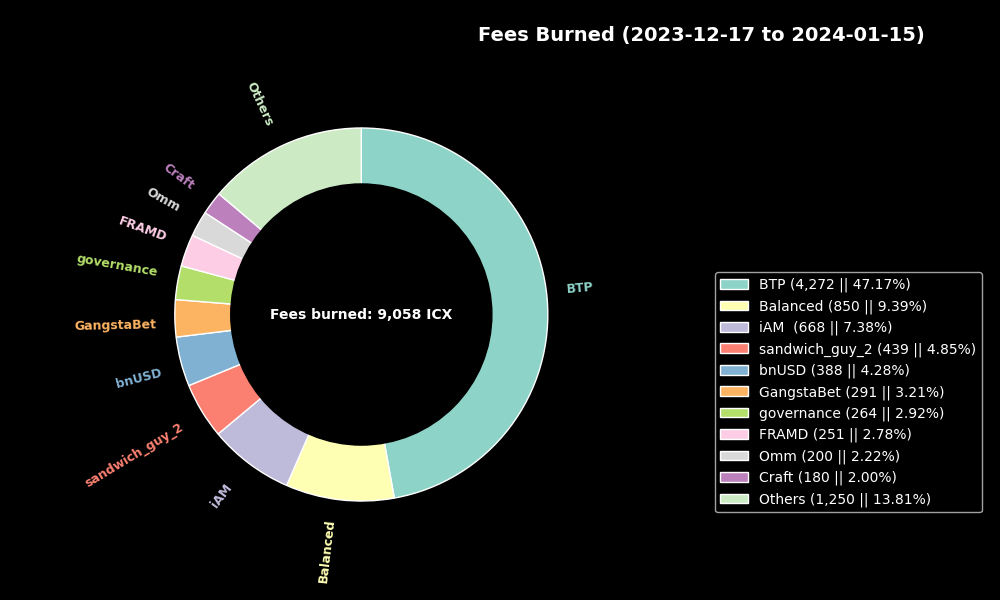 Fees Burned (2023-12-17 to 2024-01-15)
Others
Craft
Omm
FRAMD
governance
GangstaBet
bnUSD
sandwich_guy_2
iAM
Balanced
BTP
Fees burned: 9,058 ICX
BTP (4,272 || 47.17%)
Balanced (850 || 9.39%)
iAM  (668 || 7.38%)
sandwich_guy_2 (439 || 4.85%)
bnUSD (388 || 4.28%)
GangstaBet (291 || 3.21%)
governance (264 || 2.92%)
FRAMD (251 || 2.78%)
Omm (200 || 2.22%)
Craft (180 || 2.00%)
Others (1,250 || 13.81%)